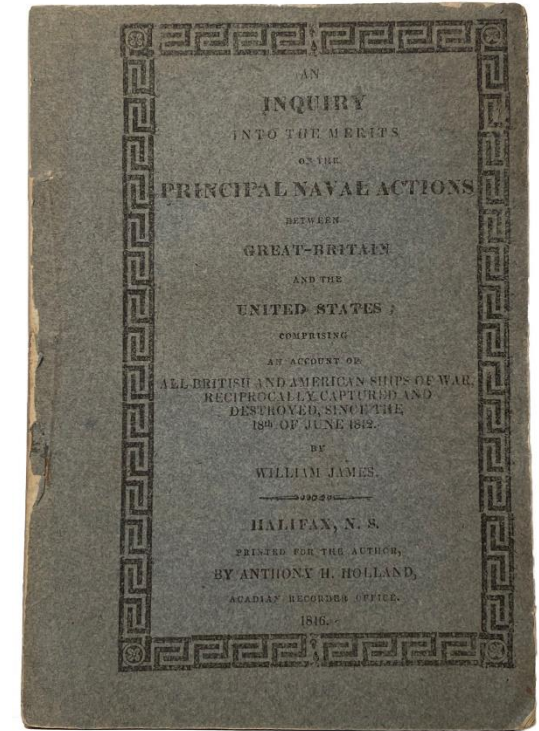 AN
INQUIRY
INTO THE MERITS
OF THE
PRINCIPAL NAVAL ACTIONS
BETWEEN
GREAT-BRITAIN
AND THE
UNITED STATES;
COMPRISING
AN ACCOUNT OF
ALL BRITISH AND AMERICAN SHIPS OF WAR,
RECIPROCALLY CAPTURED AND
DESTROYED, SINCE THE
18th OF JUNE 1812.
BY
WILLIAM JAMES.
HALIFAX, N. S.
PRINTED FOR THE AUTHOR,
BY ANTHONY H. HOLLAND,
ACADIAN RECORDER OFFICE.
1816.